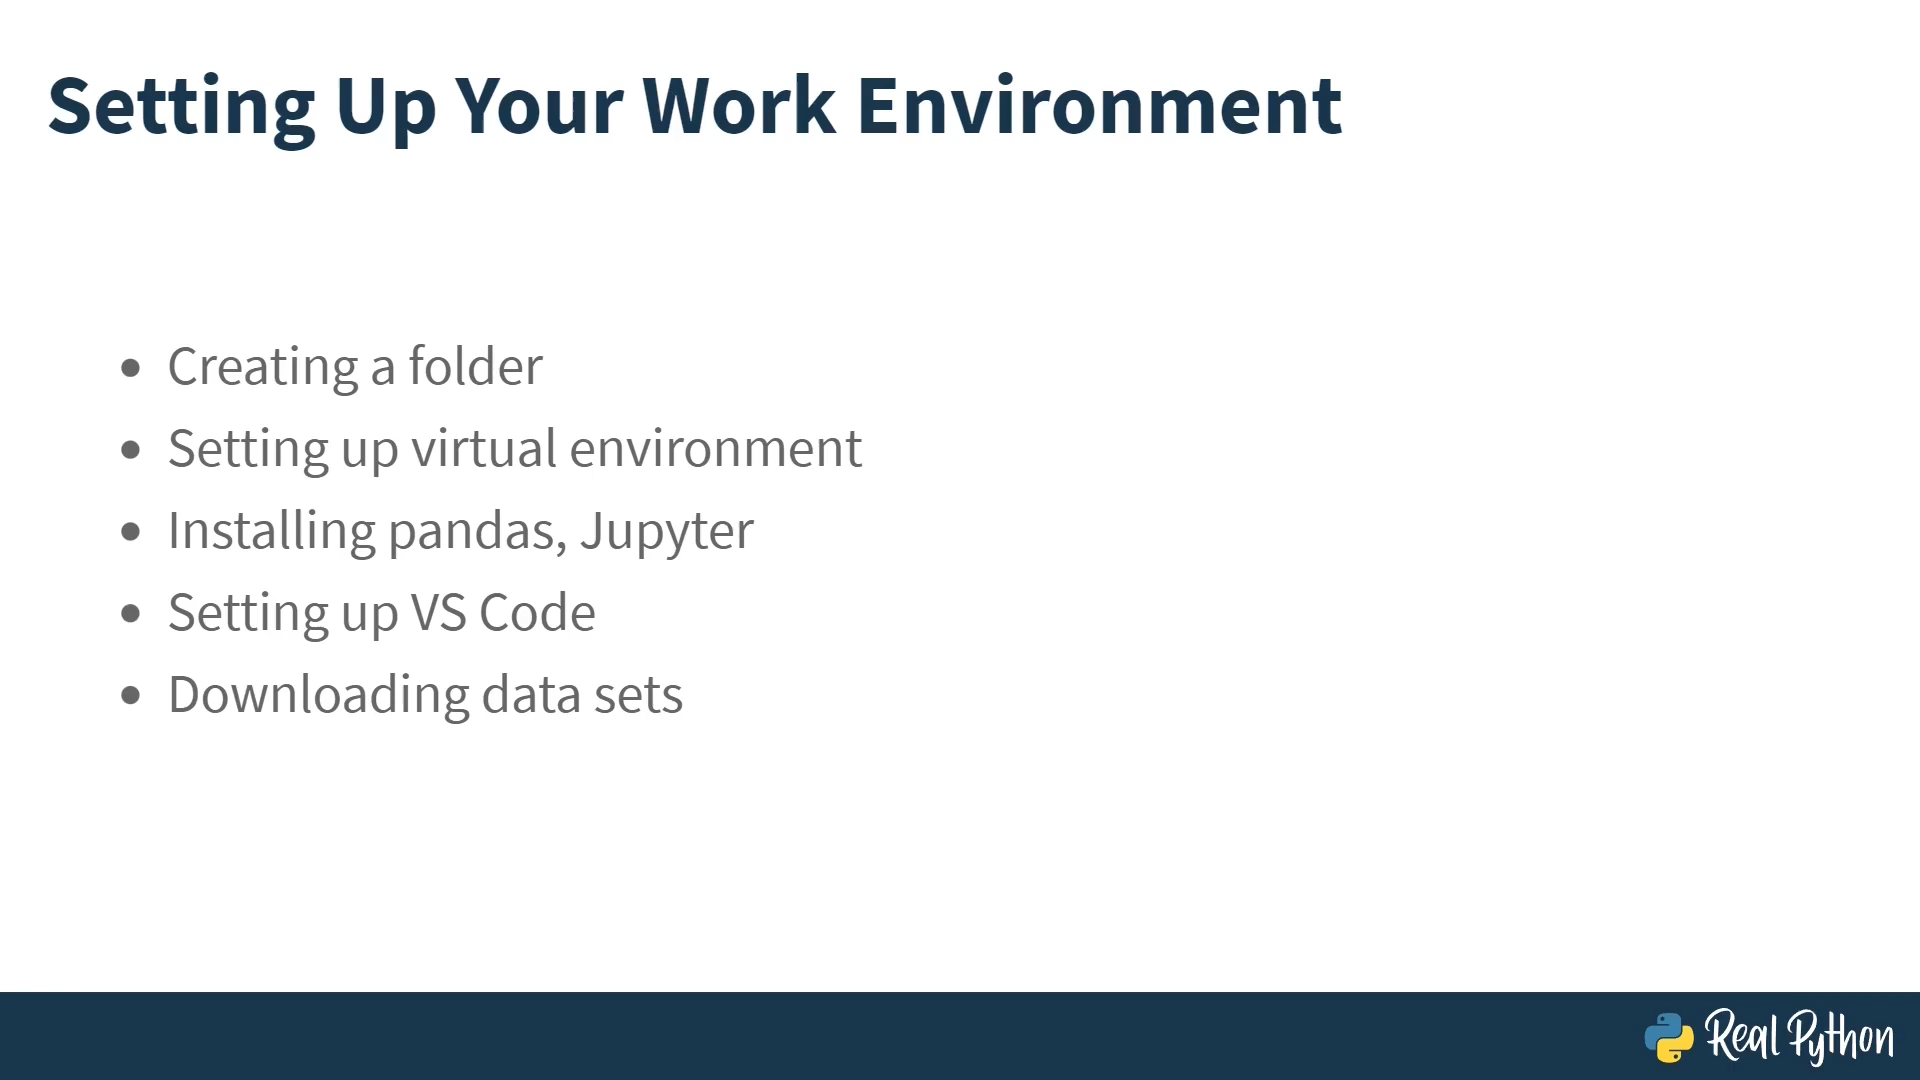 Setting Up Your Work Environment
• Creating a folder
• Setting up virtual environment
• Installing pandas, Jupyter
• Setting up VS Code
• Downloading data sets
Real Python